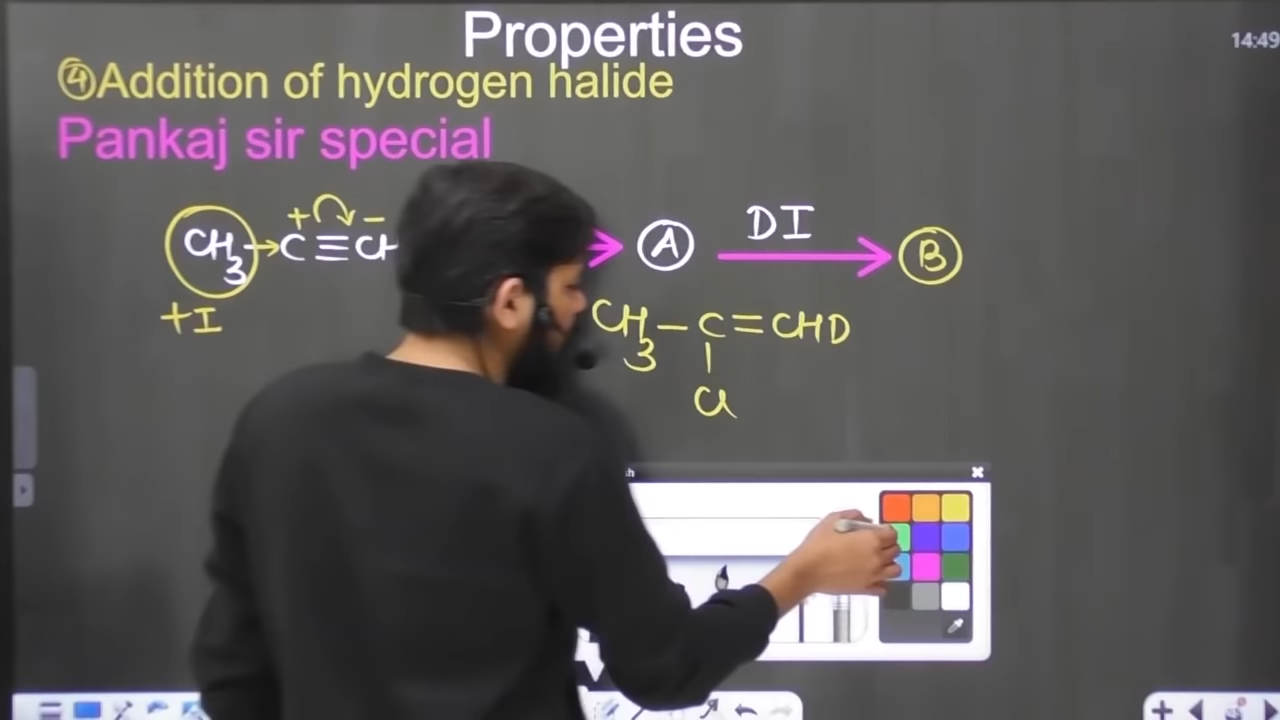 Properties
14:49
④Addition of hydrogen halide
Pankaj sir special
+ −
CH3→C≡CH
+I
A DI B
CH3−C=CHD
Cl